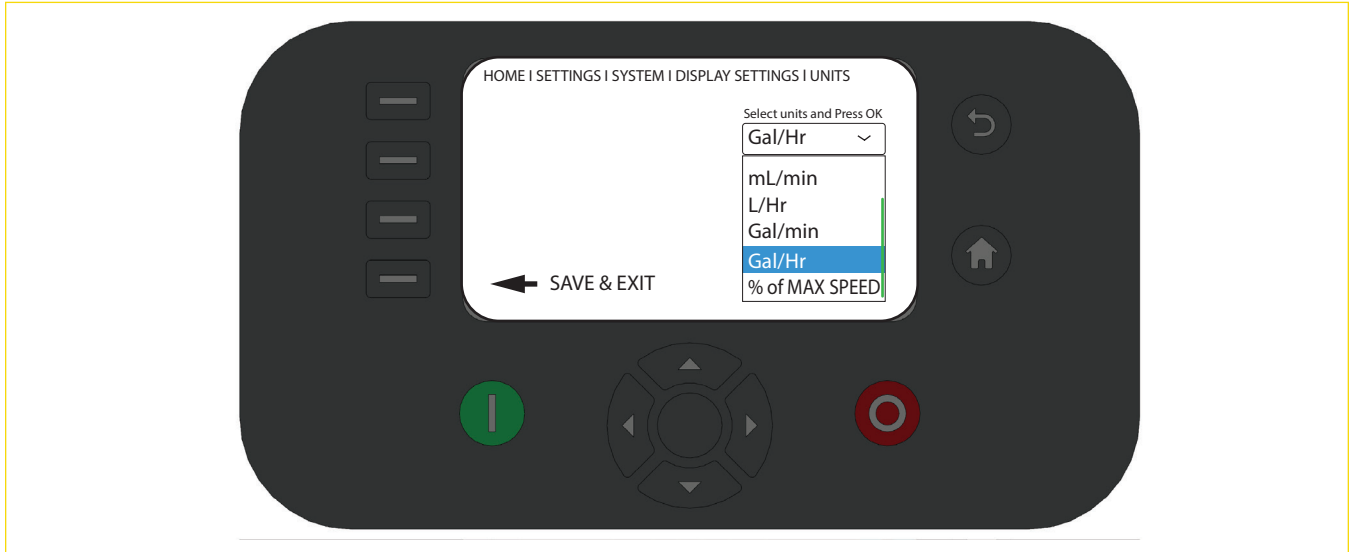 HOME I SETTINGS I SYSTEM I DISPLAY SETTINGS I UNITS
Select units and Press OK
Gal/Hr
mL/min
L/Hr
Gal/min
Gal/Hr
% of MAX SPEED
SAVE & EXIT